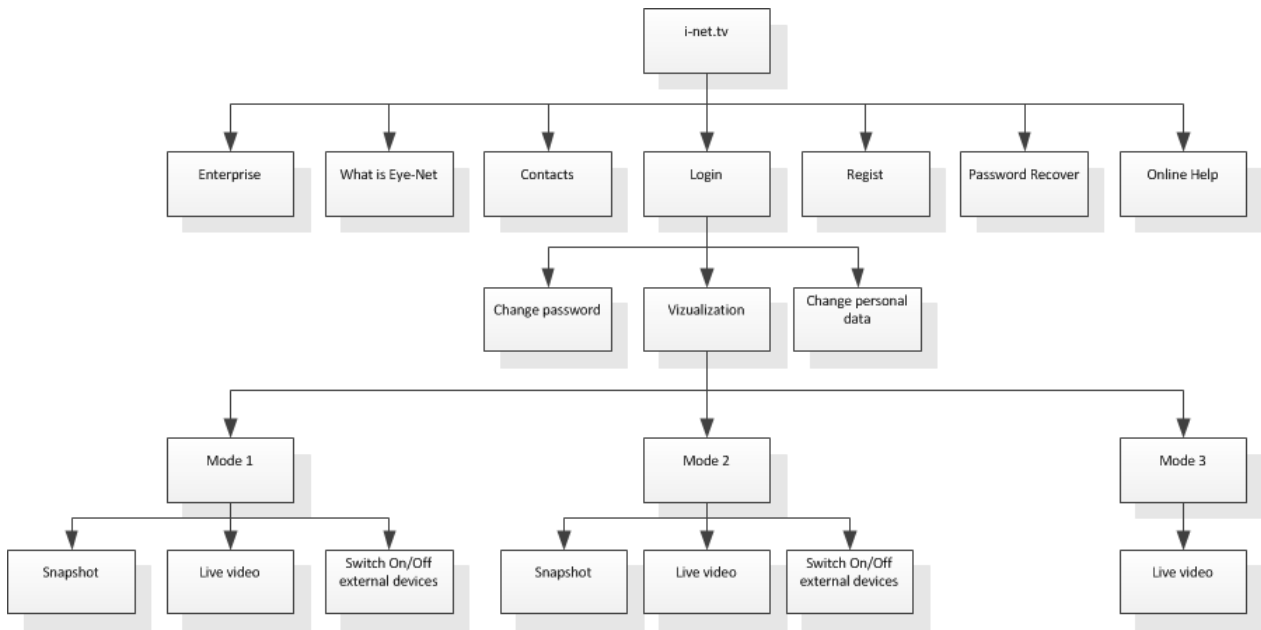 i-net.tv
Enterprise
What is Eye-Net
Contacts
Login
Regist
Password Recover
Online Help
Change password
Vizualization
Change personal
data
Mode 1
Mode 2
Mode 3
Snapshot
Live video
Switch On/Off
external devices
Snapshot
Live video
Switch On/Off
external devices
Live video